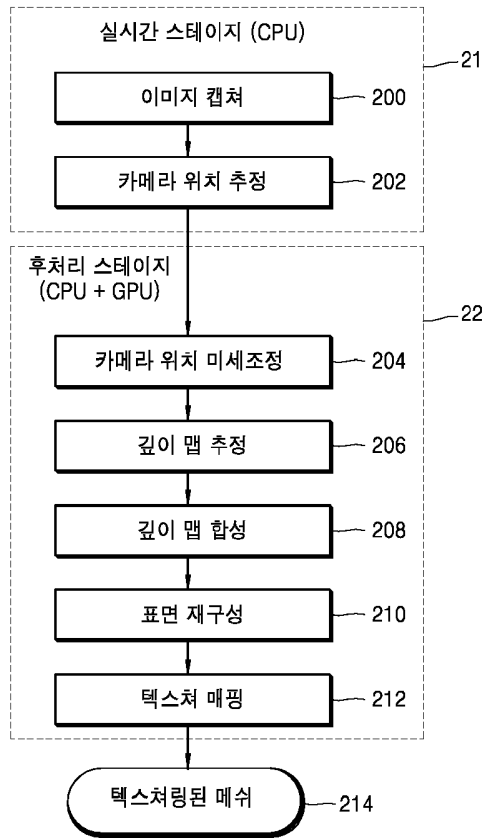 실시간 스테이지 (CPU)
21
이미지 캡쳐
200
카메라 위치 추정
202
후처리 스테이지
(CPU + GPU)
22
카메라 위치 미세조정
204
깊이 맵 추정
206
깊이 맵 합성
208
표면 재구성
210
텍스쳐 매핑
212
텍스쳐링된 메쉬
214